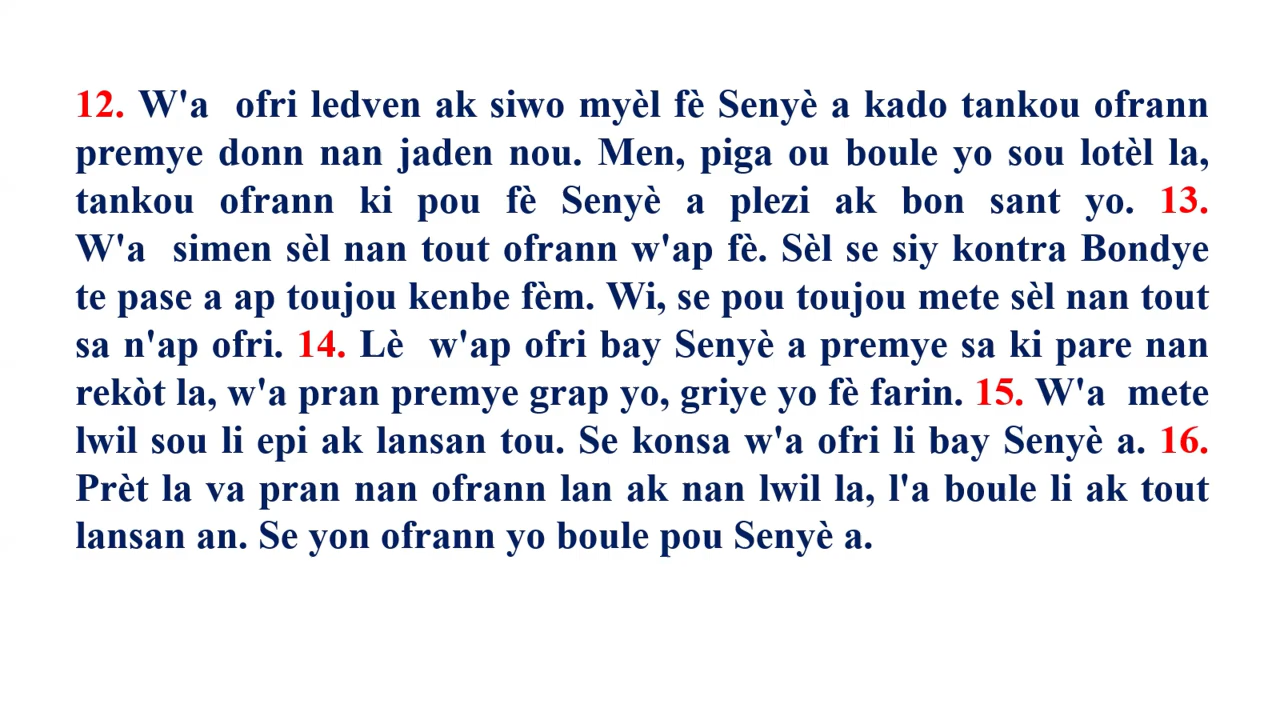 12. W'a ofri ledven ak siwo myèl fè Senyè a kado tankou ofrann
premye donn nan jaden nou. Men, piga ou boule yo sou lotèl la,
tankou ofrann ki pou fè Senyè a plezi ak bon sant yo. 13.
W'a simen sèl nan tout ofrann w'ap fè. Sèl se siy kontra Bondye
te pase a ap toujou kenbe fèm. Wi, se pou toujou mete sèl nan tout
sa n'ap ofri. 14. Lè w'ap ofri bay Senyè a premye sa ki pare nan
rekòt la, w'a pran premye grap yo, griye yo fè farin. 15. W'a mete
lwil sou li epi ak lansan tou. Se konsa w'a ofri li bay Senyè a. 16.
Prèt la va pran nan ofrann lan ak nan lwil la, l'a boule li ak tout
lansan an. Se yon ofrann yo boule pou Senyè a.